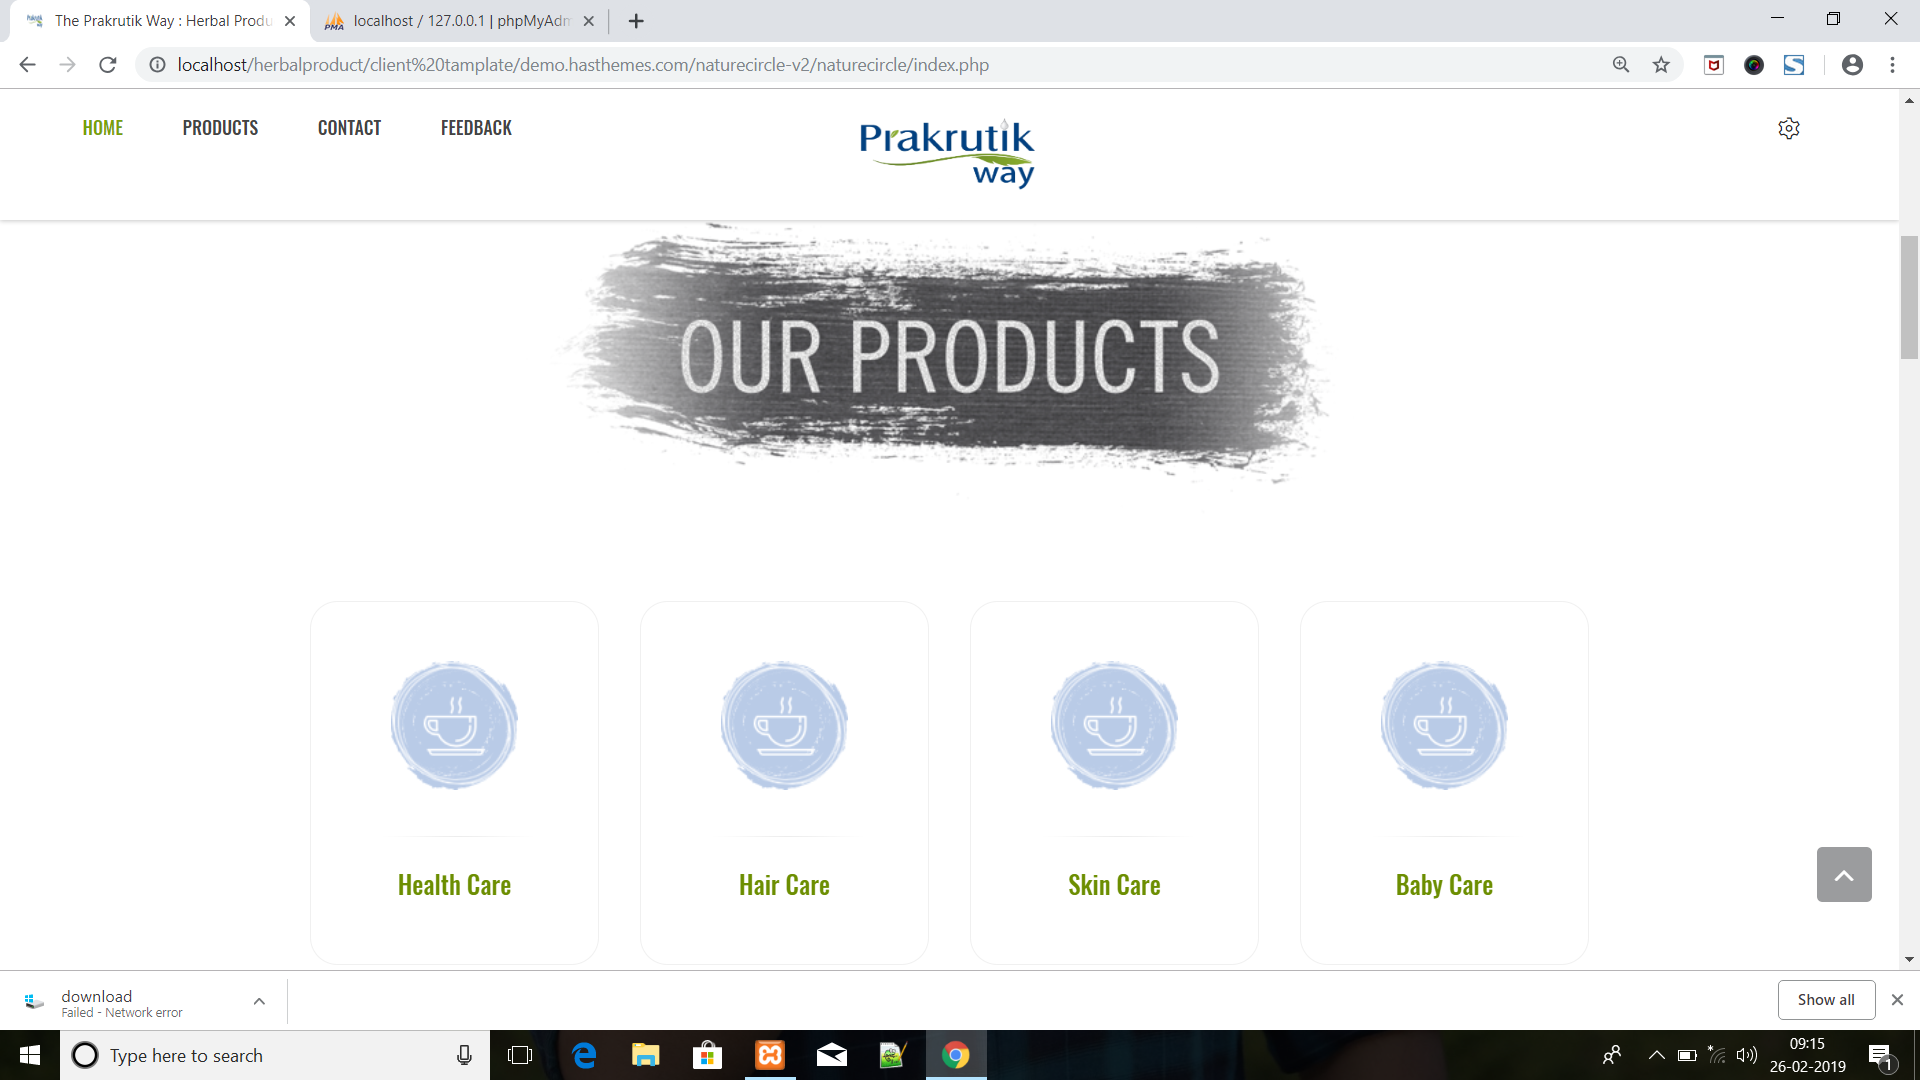 The Prakrutik Way : Herbal Produ
localhost / 127.0.0.1 | phpMyAdm
localhost/herbalproduct/client%20tamplate/demo.hasthemes.com/naturecircle-v2/naturecircle/index.php
HOME PRODUCTS CONTACT FEEDBACK
Prakrutik
way
OUR PRODUCTS
Health Care Hair Care Skin Care Baby Care
download
Failed - Network error
Show all
Type here to search
09:15
26-02-2019
1